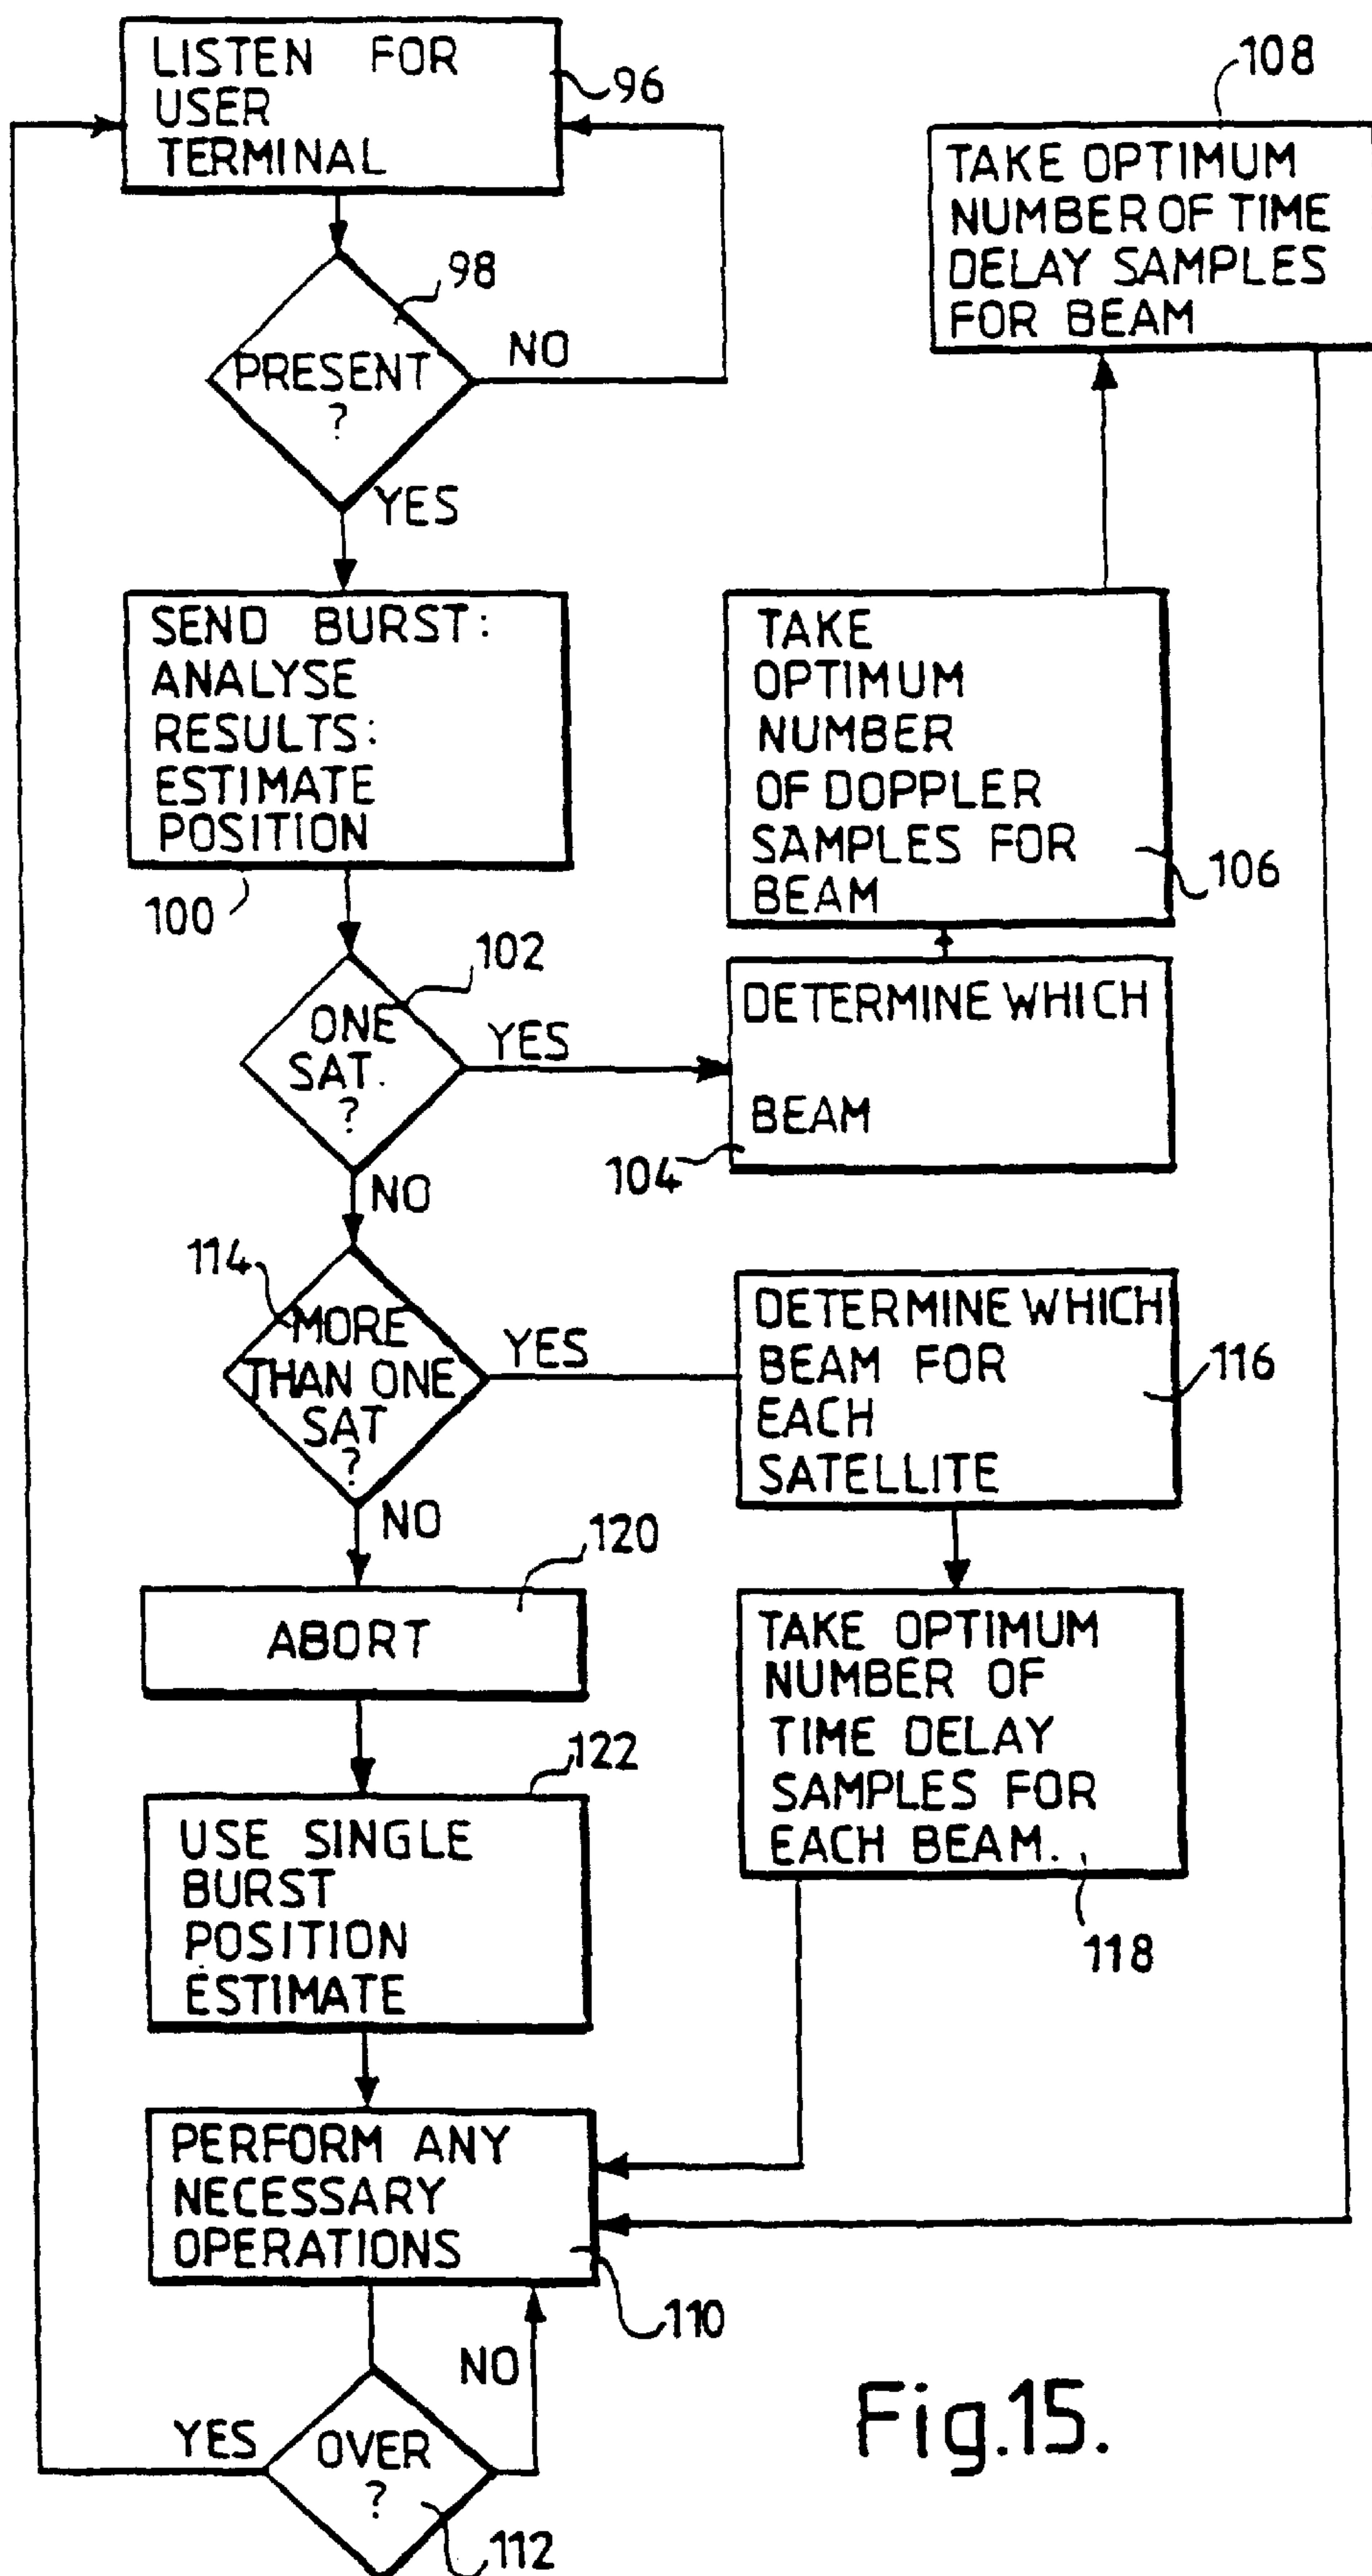 LISTEN FOR
USER
TERMINAL
96
108
TAKE OPTIMUM
NUMBER OF TIME
DELAY SAMPLES
FOR BEAM
98
PRESENT
?
NO
YES
SEND BURST:
ANALYSE
RESULTS:
ESTIMATE
POSITION
100
TAKE
OPTIMUM
NUMBER
OF DOPPLER
SAMPLES FOR
BEAM
106
102
ONE
SAT.
?
YES
NO
DETERMINE WHICH
BEAM
104
114
MORE
THAN ONE
SAT
?
YES
NO
DETERMINE WHICH
BEAM FOR
EACH
SATELLITE
116
120
ABORT
TAKE OPTIMUM
NUMBER OF
TIME DELAY
SAMPLES FOR
EACH BEAM.
118
122
USE SINGLE
BURST
POSITION
ESTIMATE
PERFORM ANY
NECESSARY
OPERATIONS
110
NO
YES
OVER
?
112
Fig.15.